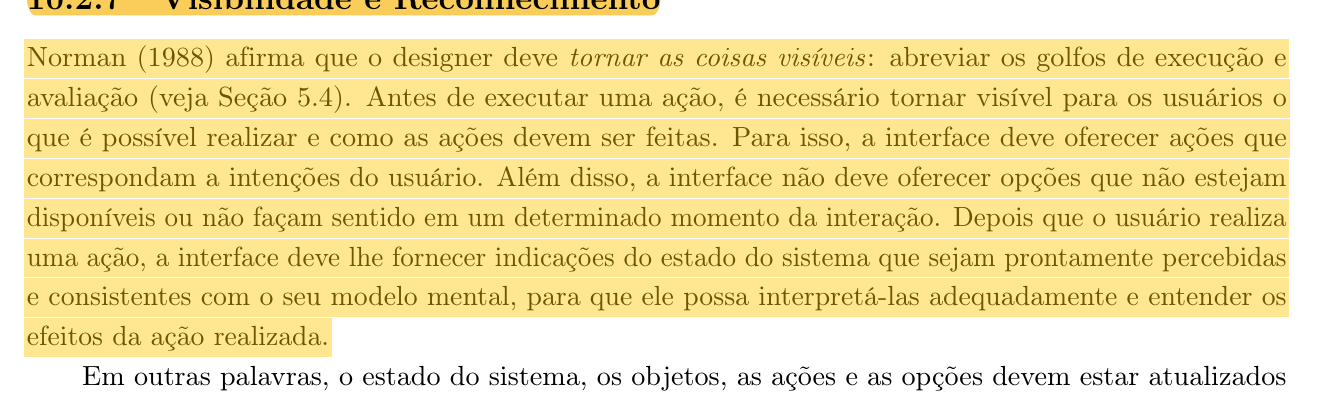 10.2.7 Visibilidade e Reconhecimento
Norman (1988) afirma que o designer deve tornar as coisas visíveis: abreviar os golfos de execução e
avaliação (veja Seção 5.4). Antes de executar uma ação, é necessário tornar visível para os usuários o
que é possível realizar e como as ações devem ser feitas. Para isso, a interface deve oferecer ações que
correspondam a intenções do usuário. Além disso, a interface não deve oferecer opções que não estejam
disponíveis ou não façam sentido em um determinado momento da interação. Depois que o usuário realiza
uma ação, a interface deve lhe fornecer indicações do estado do sistema que sejam prontamente percebidas
e consistentes com o seu modelo mental, para que ele possa interpretá-las adequadamente e entender os
efeitos da ação realizada.
Em outras palavras, o estado do sistema, os objetos, as ações e as opções devem estar atualizados